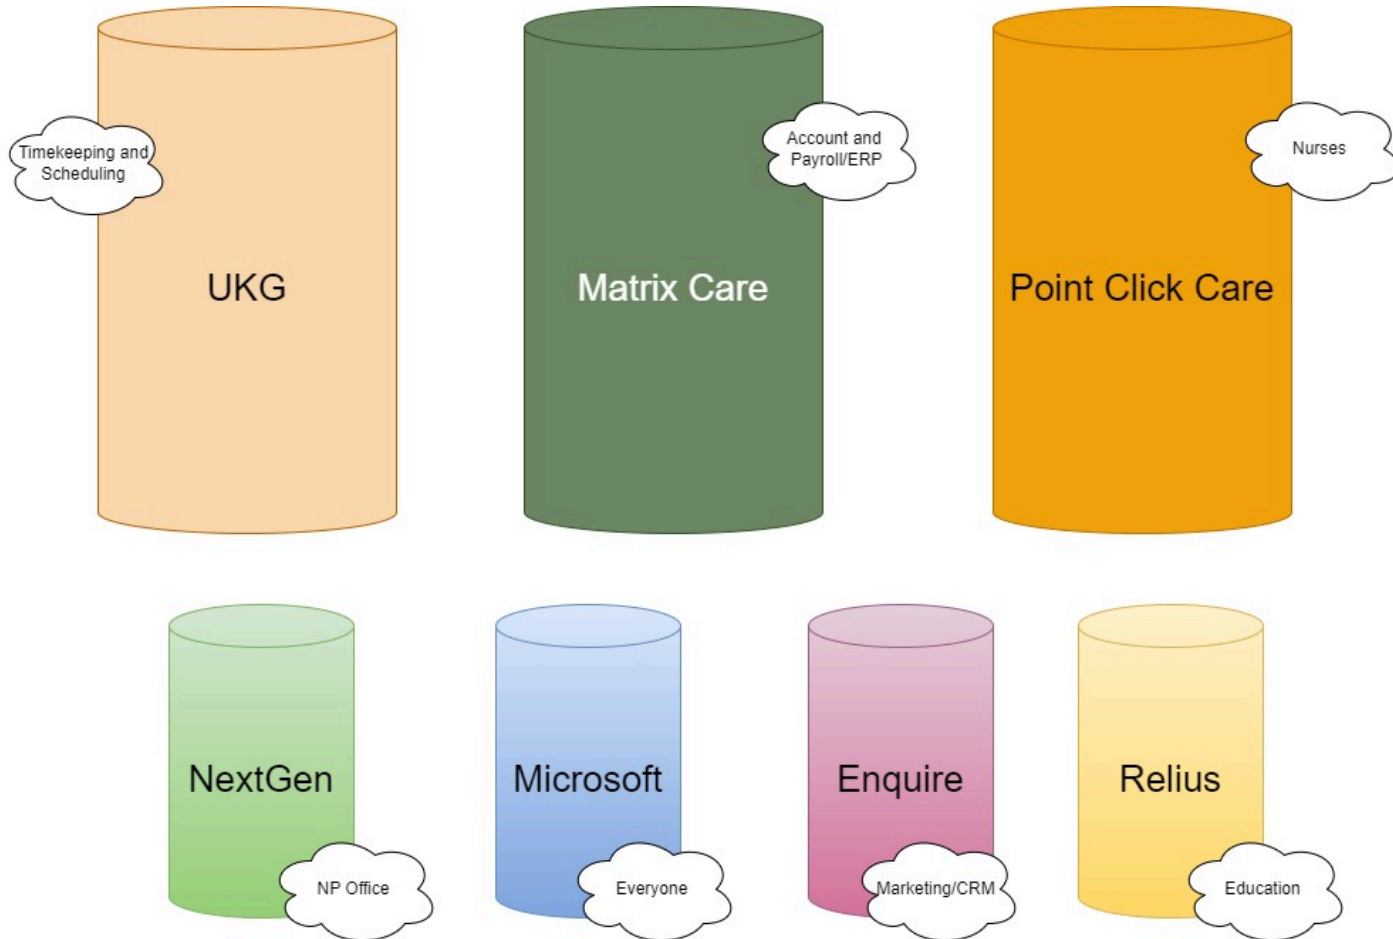 Timekeeping and
Scheduling
Account and
Payroll/ERP
Nurses
UKG
Matrix Care
Point Click Care
NextGen
Microsoft
Enquire
Relius
NP Office
Everyone
Marketing/CRM
Education